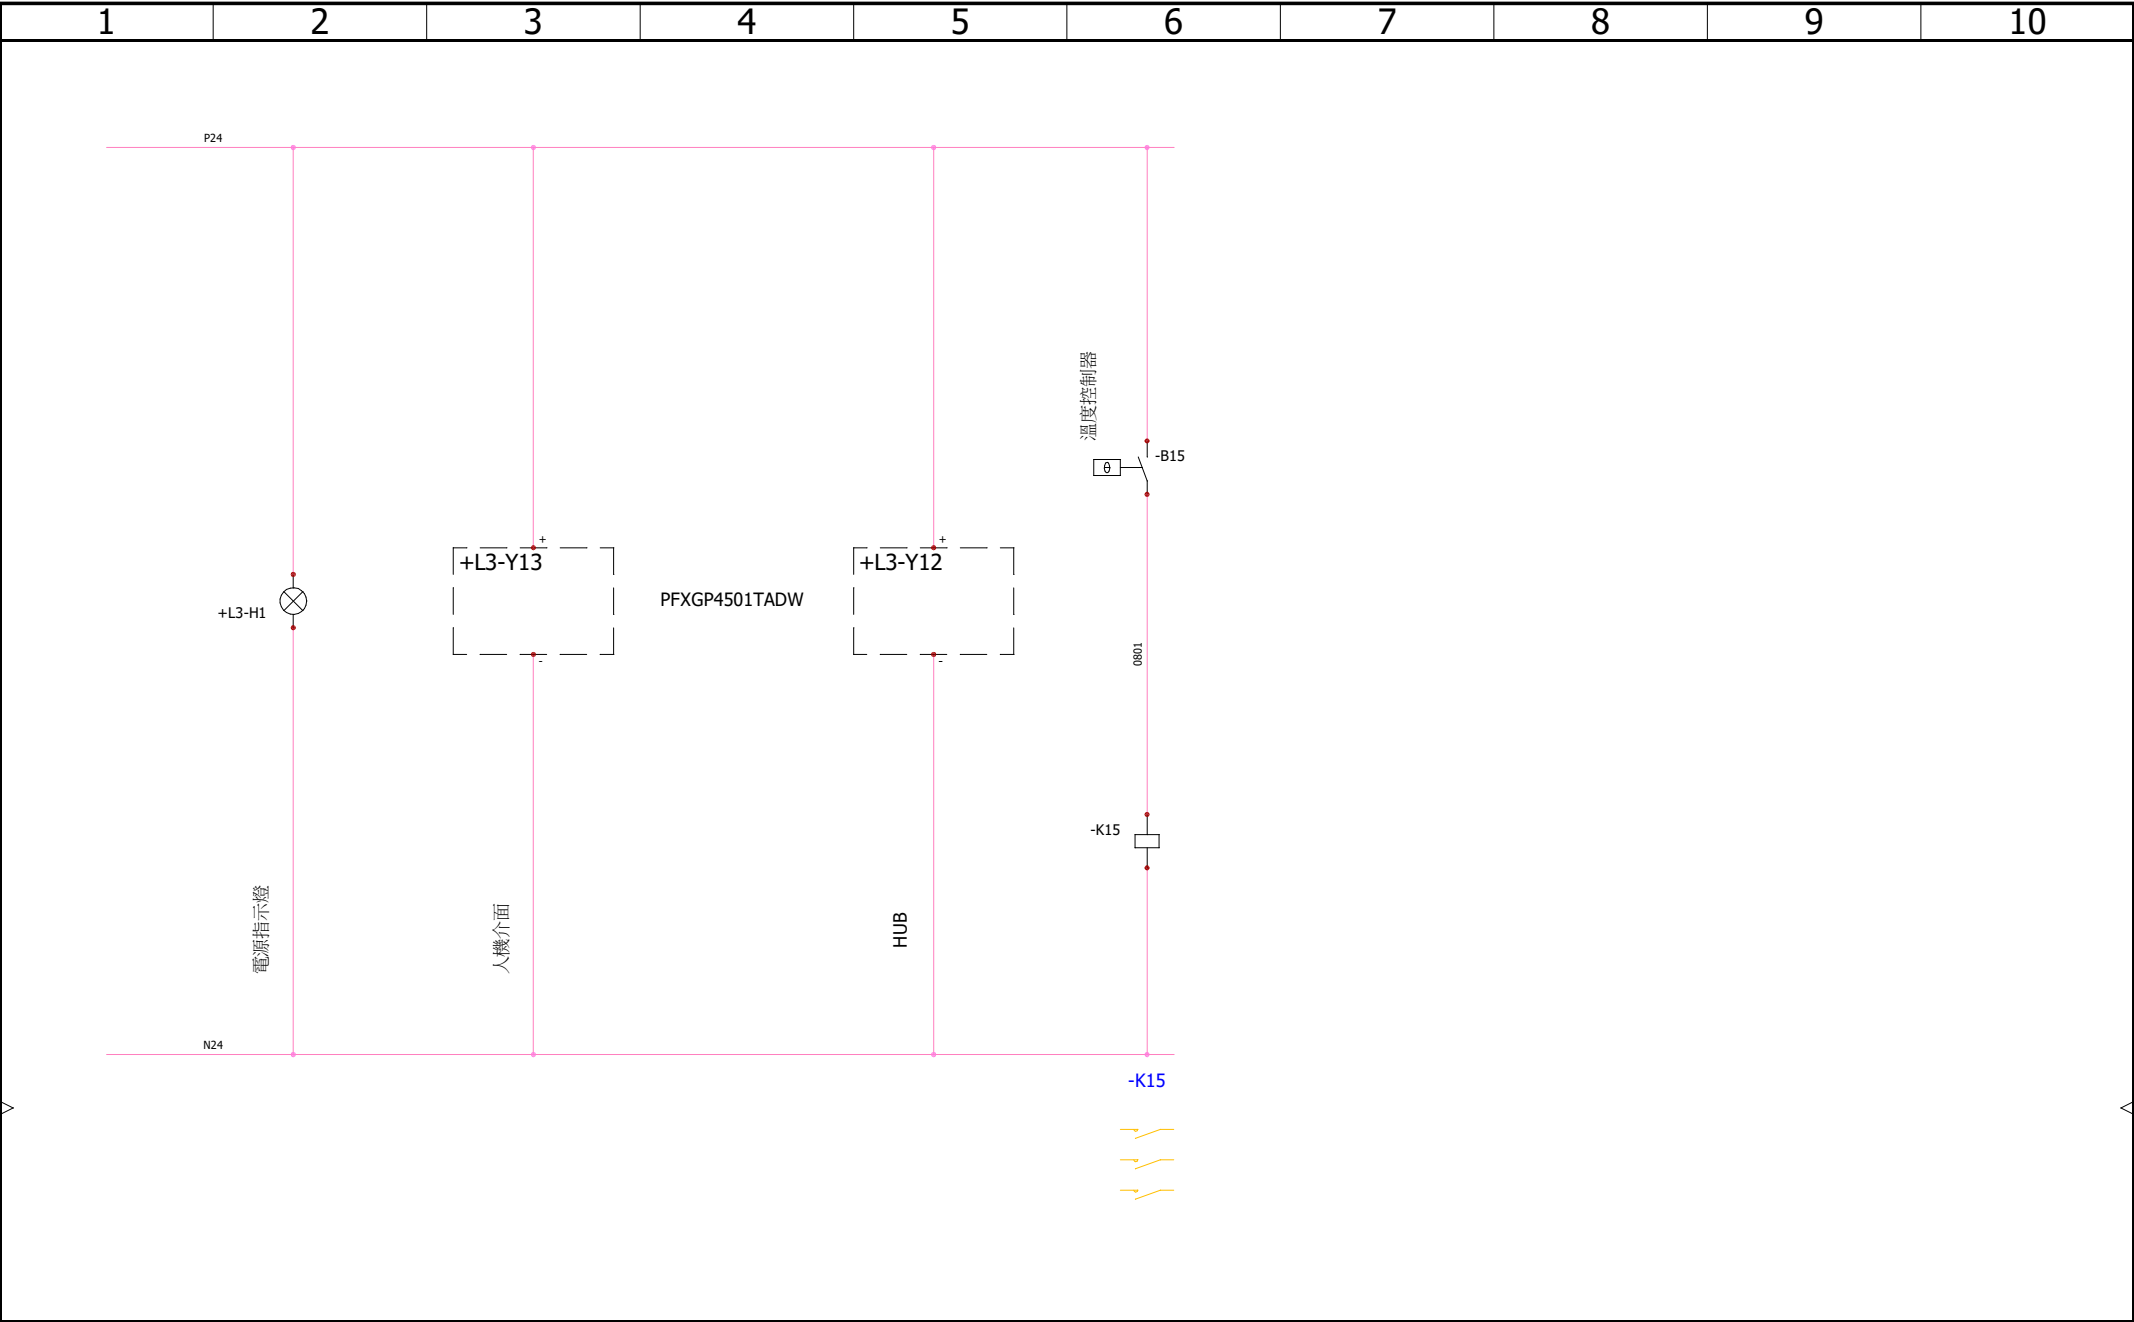 1 2 3 4 5 6 7 8 9 10
P24
溫度控制器
-B15
θ
+
+L3-Y13
+
+L3-Y12
PFXGP4501TADW
+L3-H1
-
-
0801
-K15
電源指示燈
人機介面
HUB
N24
-K15